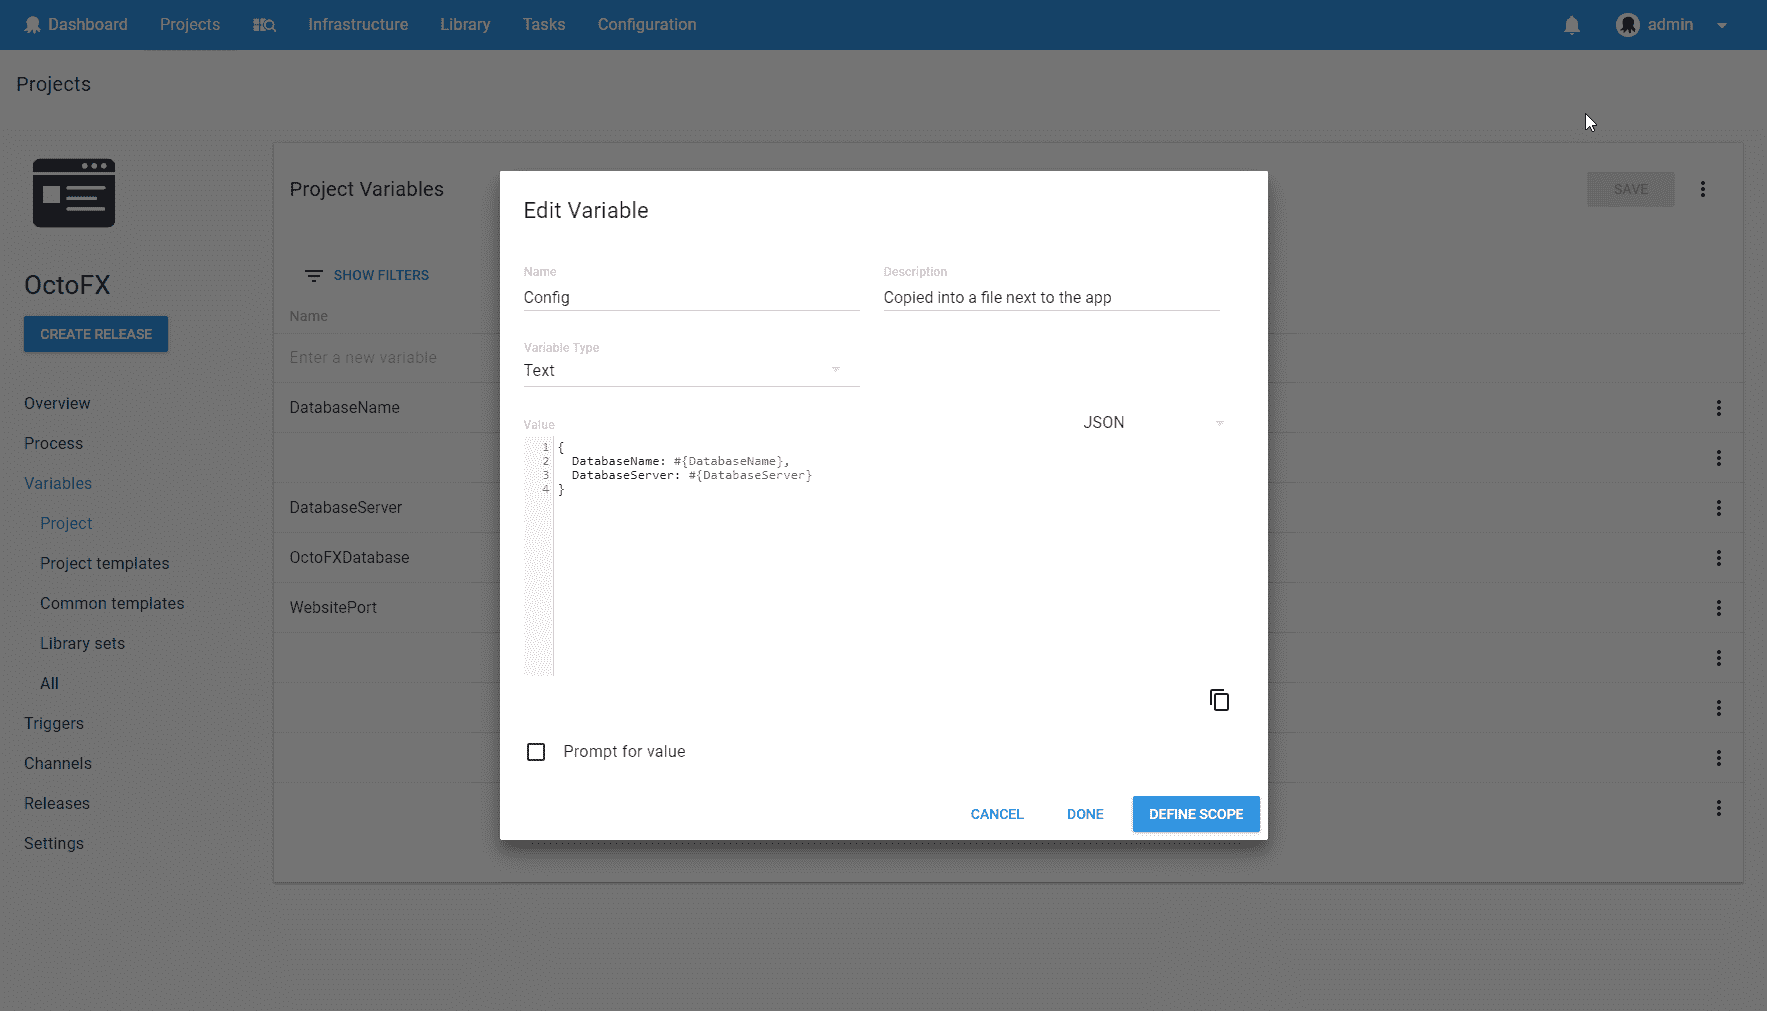 Dashboard Projects Infrastructure Library Tasks Configuration admin
Projects
Project Variables SAVE
OctoFX
CREATE RELEASE
Overview
Process
Variables
Project
Project templates
Common templates
Library sets
All
Triggers
Channels
Releases
Settings
SHOW FILTERS
Name
Enter a new variable
DatabaseName
DatabaseServer
OctoFXDatabase
WebsitePort
Edit Variable
Name Description
Config Copied into a file next to the app
Variable Type
Text
Value JSON
1 {
2 DatabaseName: #{DatabaseName},
3 DatabaseServer: #{DatabaseServer}
4 }
Prompt for value
CANCEL DONE DEFINE SCOPE